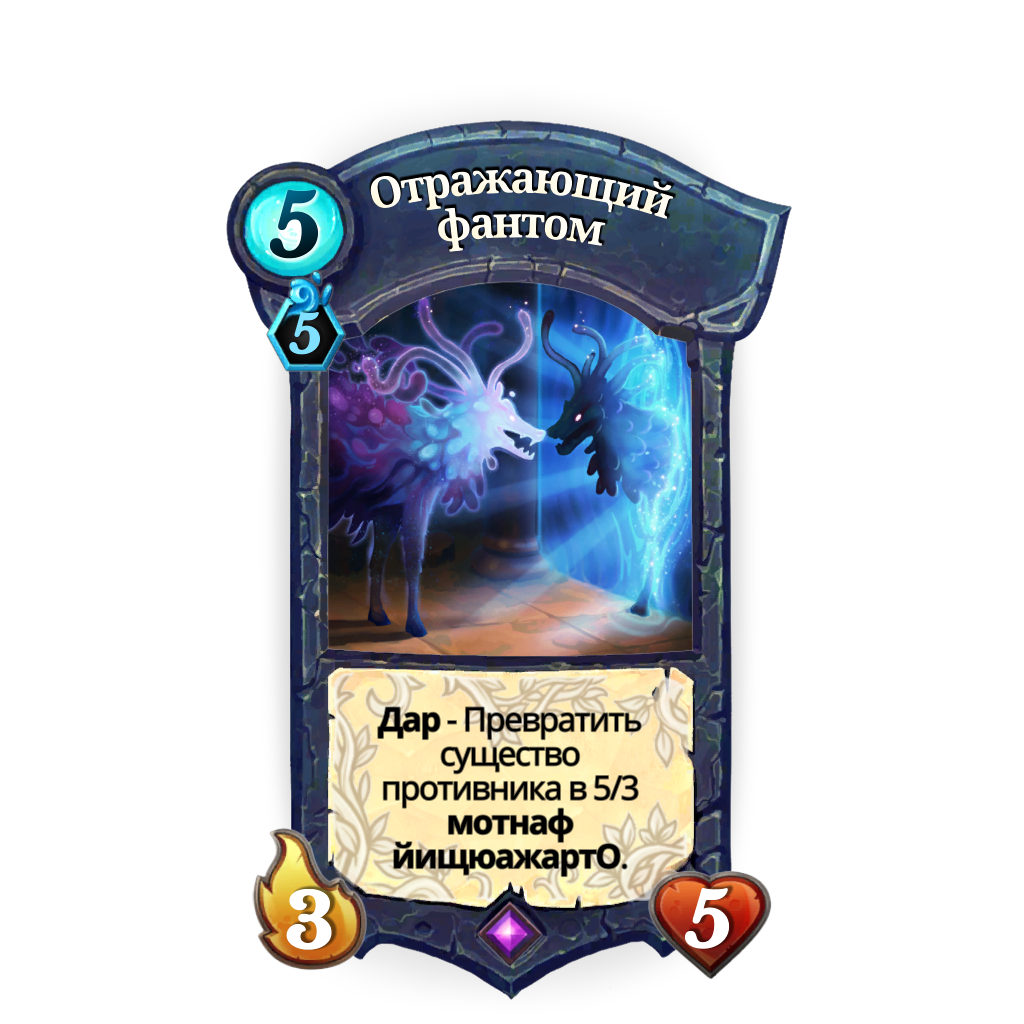 5
Отражающий
фантом
5
Дар - Превратить
существо
противника в 5/3
мотнаф
йищюажартО.
3
5